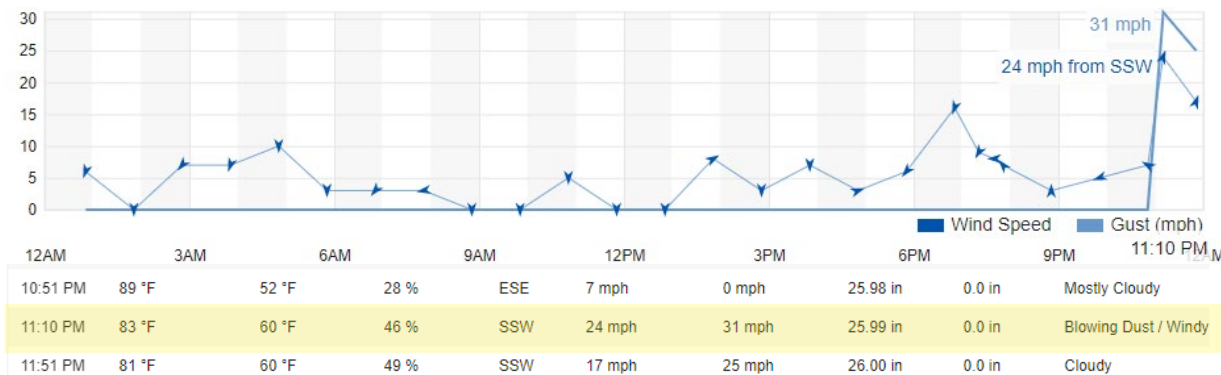 30
31 mph
25
24 mph from SSW
20
15
10
5
0
Wind Speed Gust (mph)
12AM 3AM 6AM 9AM 12PM 3PM 6PM 9PM 11:10 PM
10:51 PM 89 °F 52 °F 28 % ESE 7 mph 0 mph 25.98 in 0.0 in Mostly Cloudy
11:10 PM 83 °F 60 °F 46 % SSW 24 mph 31 mph 25.99 in 0.0 in Blowing Dust / Windy
11:51 PM 81 °F 60 °F 49 % SSW 17 mph 25 mph 26.00 in 0.0 in Cloudy